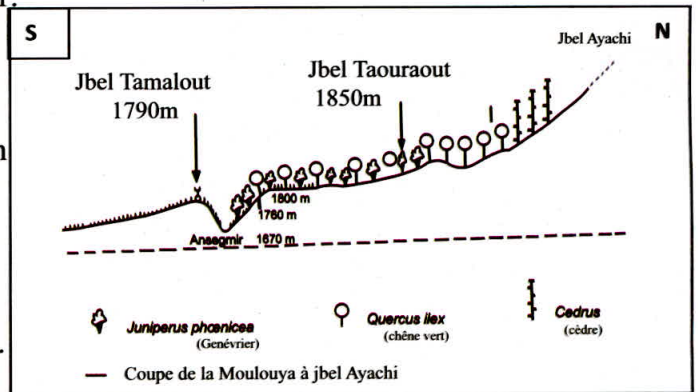 S
N
Jbel Ayachi
Jbel Tamalout
1790m
Jbel Taouraout
1850m
1800 m
1760 m
Ansegmir 1670 m
Juniperus phœnicea
(Genévrier)
Quercus ilex
(chêne vert)
Cedrus
(cèdre)
Coupe de la Moulouya à jbel Ayachi